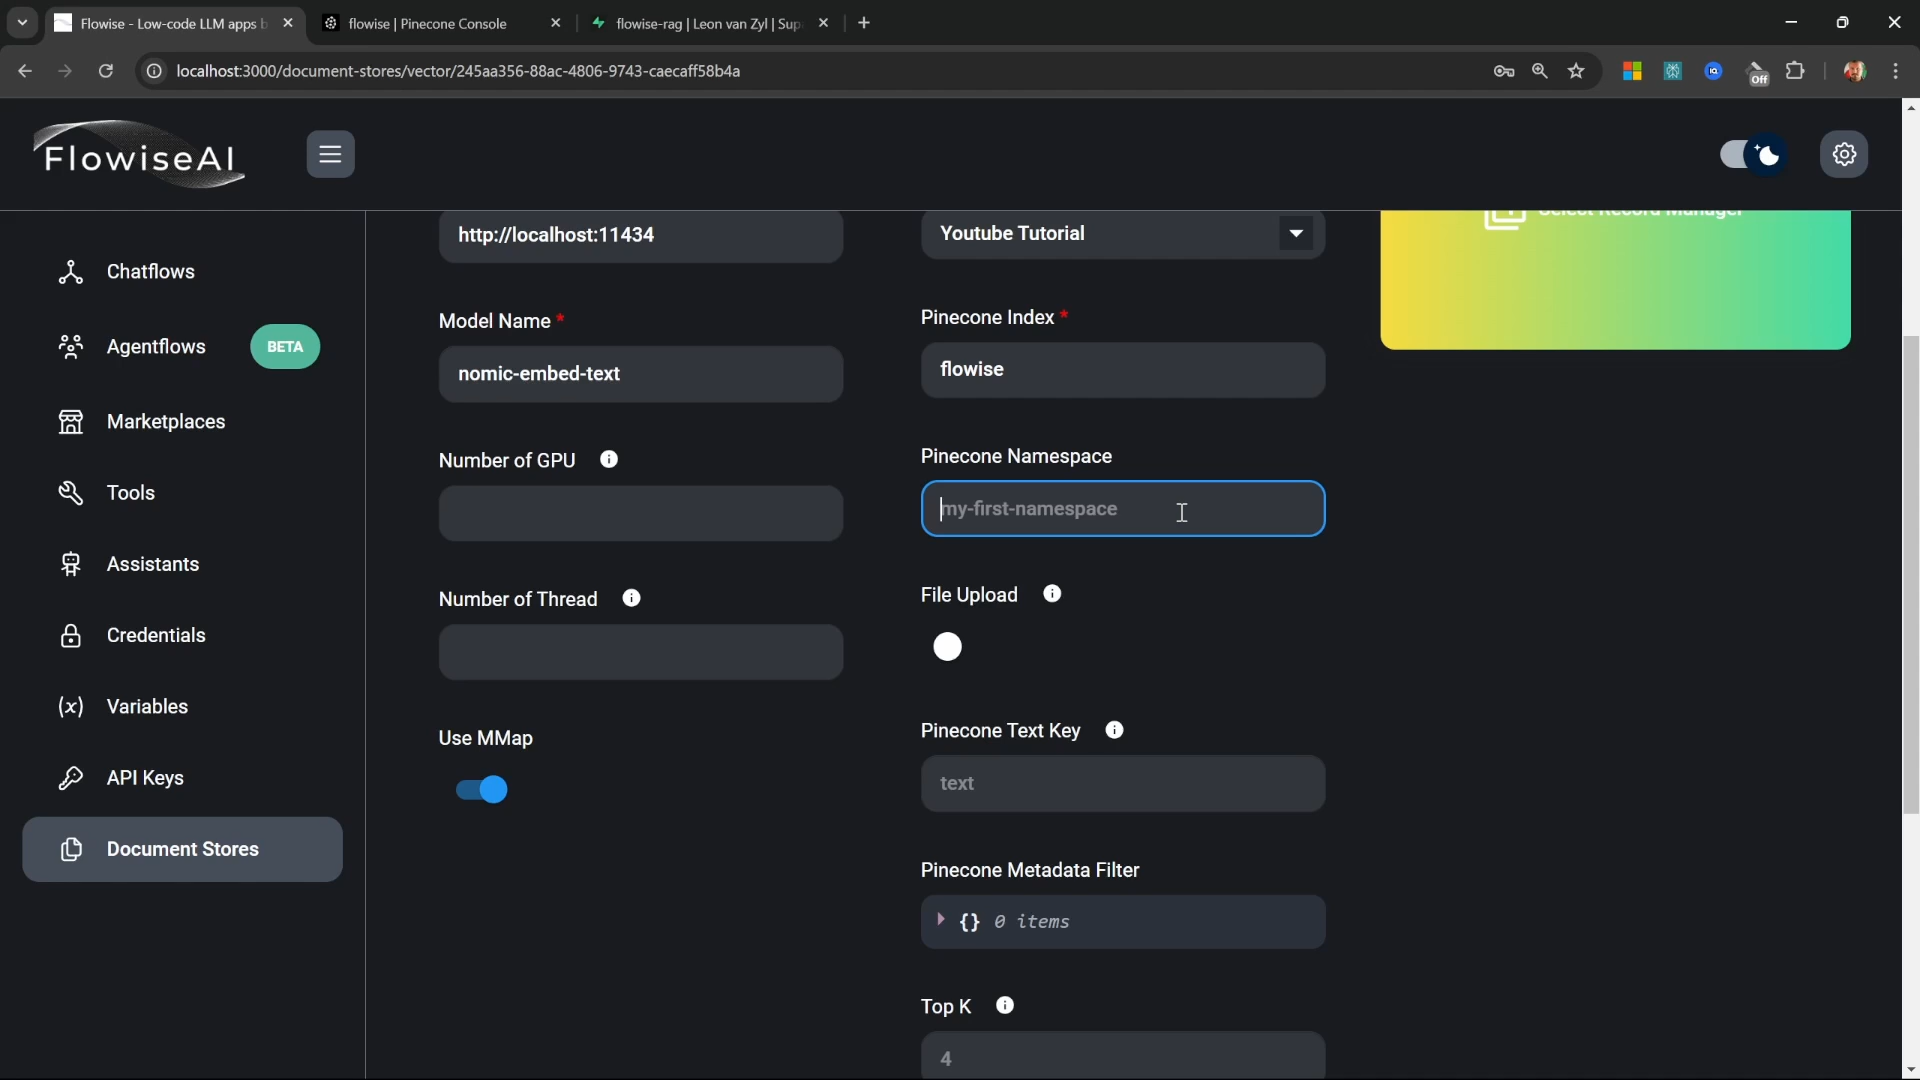 Flowise - Low-code LLM apps b
flowise | Pinecone Console
flowise-rag | Leon van Zyl | Sup
localhost:3000/document-stores/vector/245aa356-88ac-4806-9743-caecaff58b4a
Off
FlowiseAI
Chatflows
Agentflows
BETA
Marketplaces
Tools
Assistants
Credentials
(x) Variables
API Keys
Document Stores
http://localhost:11434
Model Name *
nomic-embed-text
Number of GPU
Number of Thread
Use MMap
Youtube Tutorial
Pinecone Index *
flowise
Pinecone Namespace
my-first-namespace
File Upload
Pinecone Text Key
text
Pinecone Metadata Filter
{} 0 items
Top K
4
Select Record Manager